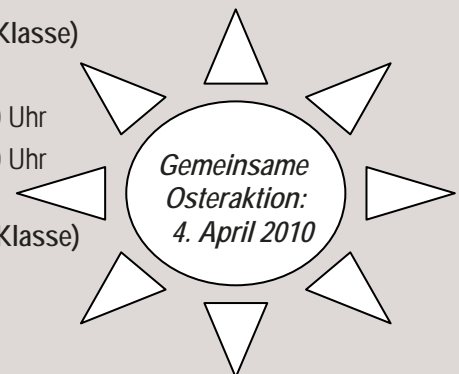 Klasse)
Uhr
Uhr
Gemeinsame
Osteraktion:
4. April 2010
Klasse)